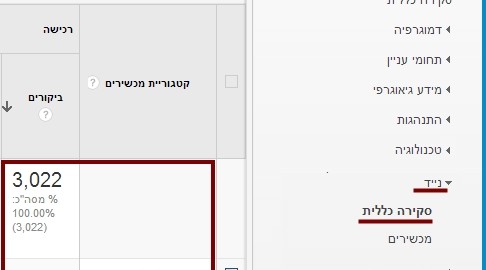 סקירה כללית
דמוגרפיה
תחומי עניין
מידע גיאוגרפי
התנהגות
טכנולוגיה
נייד
סקירה כללית
מכשירים
קטגוריית מכשירים ?
רכישה
ביקורים
?
3,022
% מסה"כ:
100.00%
(3,022)